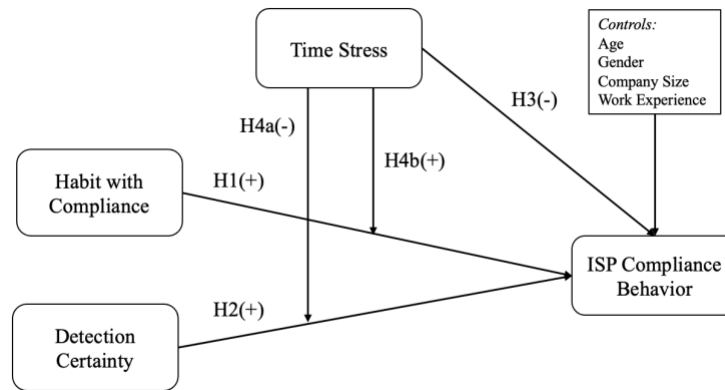 Time Stress
Controls:
Age
Gender
Company Size
Work Experience
H3(-)
H4a(-)
H4b(+)
Habit with
Compliance
H1(+)
ISP Compliance
Behavior
H2(+)
Detection
Certainty